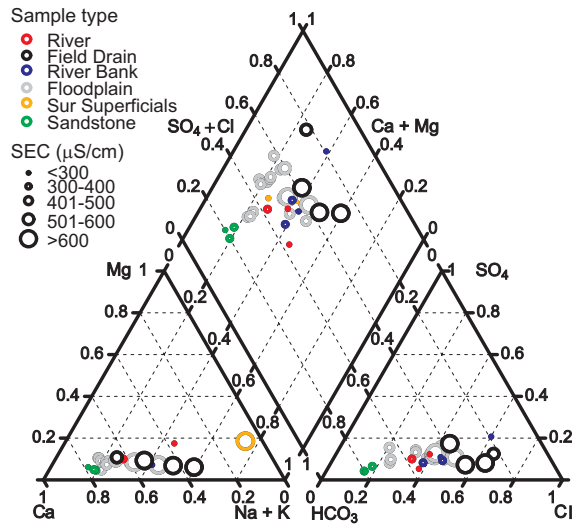 Sample type
River
Field Drain
River Bank
Floodplain
Sur Superficials
Sandstone
SEC (μS/cm)
<300
300-400
401-500
501-600
>600
1 1
0.8 0.8
0.6 0.6
SO₄ + Cl Ca + Mg
0.4 0.4
0.2 0.2
0 0
Mg 1 1 SO₄
0.2 0.2
0.8 0.8
0.4 0.4
0.6 0.6
0.6 0.6
0.4 0.4
0.8 0.8
0.2 0.2
1 1
0 0
Ca 0.8 0.6 0.4 0.2 0
Na + K
HCO₃ 0.2 0.4 0.6 0.8 1
Cl